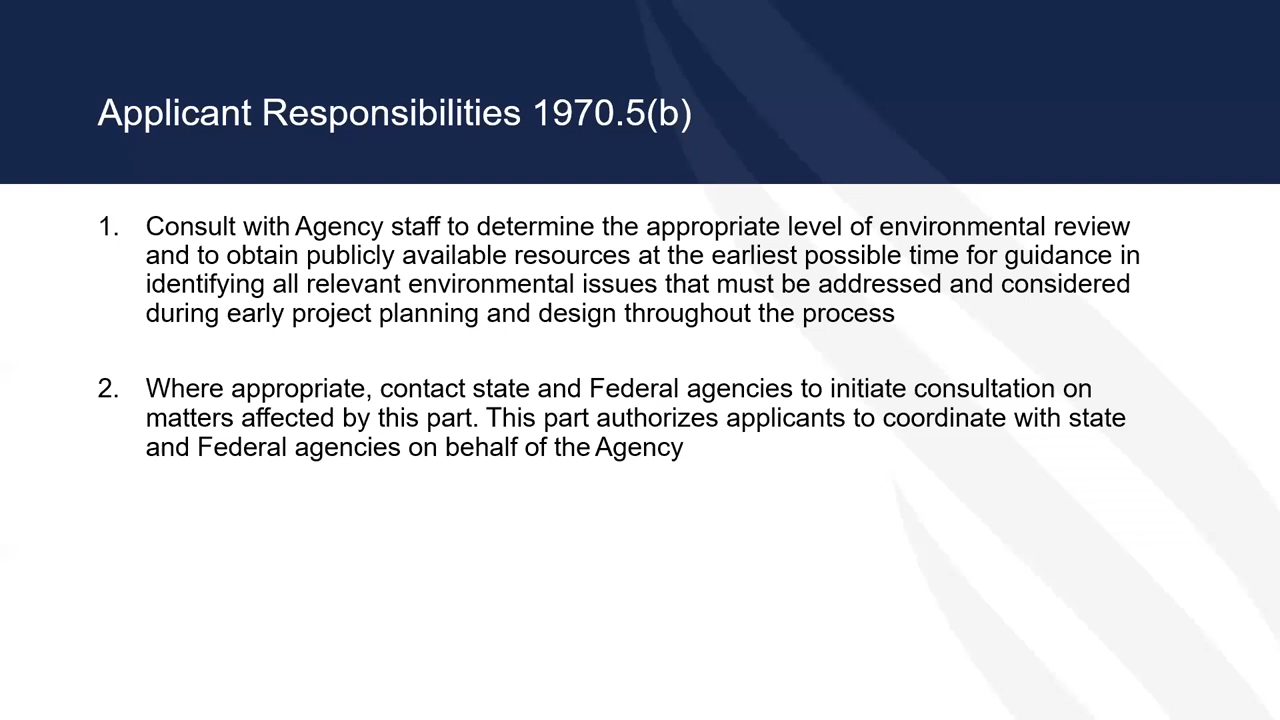 Applicant Responsibilities 1970.5(b)
1. Consult with Agency staff to determine the appropriate level of environmental review
and to obtain publicly available resources at the earliest possible time for guidance in
identifying all relevant environmental issues that must be addressed and considered
during early project planning and design throughout the process
2. Where appropriate, contact state and Federal agencies to initiate consultation on
matters affected by this part. This part authorizes applicants to coordinate with state
and Federal agencies on behalf of the Agency